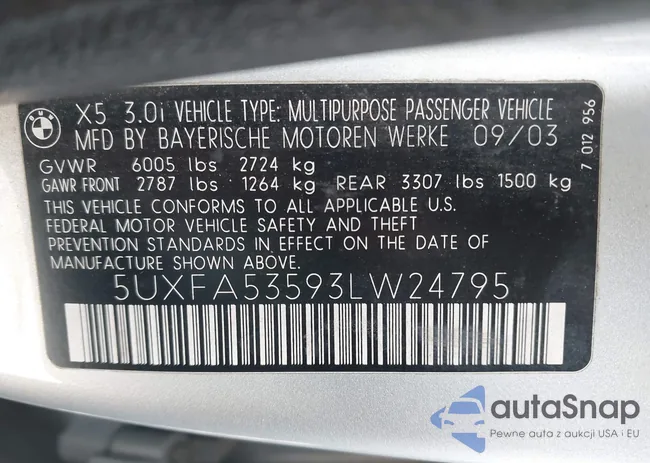 BMW
X5 3.0i VEHICLE TYPE: MULTIPURPOSE PASSENGER VEHICLE
MFD BY BAYERISCHE MOTOREN WERKE 09/03
7 012 956
GVWR 6005 lbs 2724 kg
GAWR FRONT 2787 lbs 1264 kg REAR 3307 lbs 1500 kg
THIS VEHICLE CONFORMS TO ALL APPLICABLE U.S.
FEDERAL MOTOR VEHICLE SAFETY AND THEFT
PREVENTION STANDARDS IN EFFECT ON THE DATE OF
MANUFACTURE SHOWN ABOVE.
5UXFA53593LW24795
autaSnap
Pewne auta z aukcji USA i EU